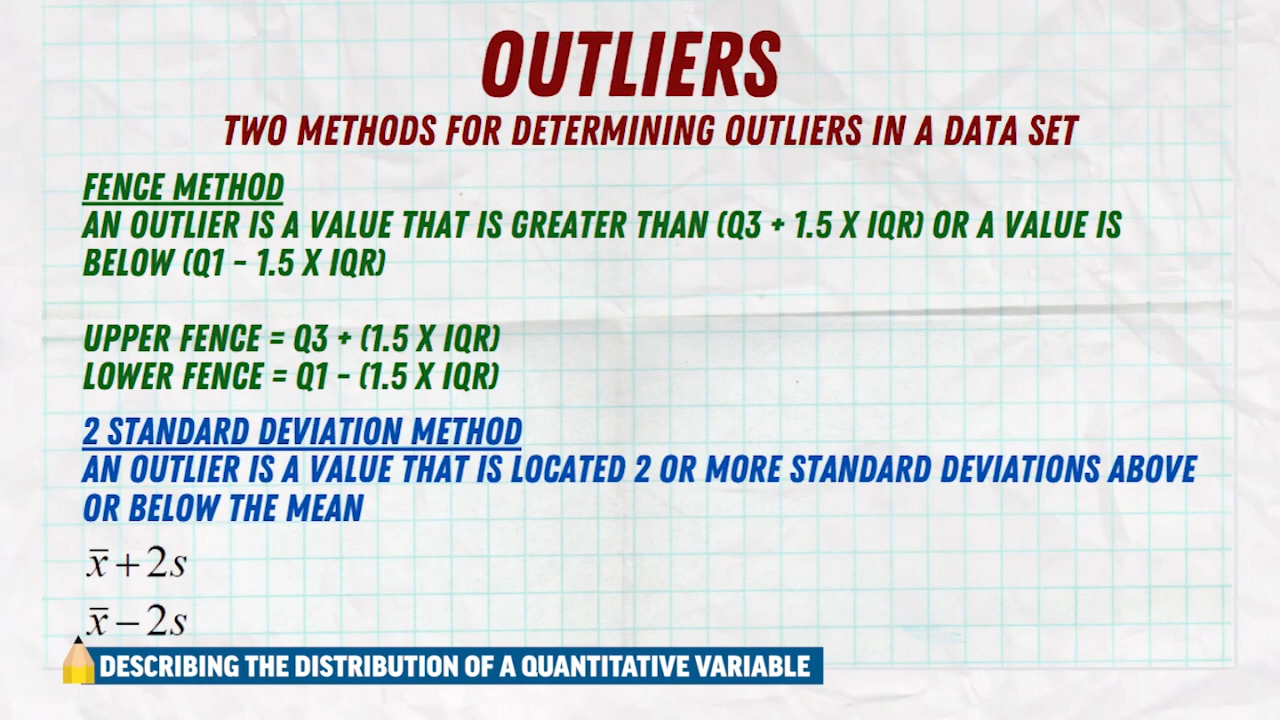 OUTLIERS
TWO METHODS FOR DETERMINING OUTLIERS IN A DATA SET
FENCE METHOD
AN OUTLIER IS A VALUE THAT IS GREATER THAN (Q3 + 1.5 X IQR) OR A VALUE IS
BELOW (Q1 - 1.5 X IQR)
UPPER FENCE = Q3 + (1.5 X IQR)
LOWER FENCE = Q1 - (1.5 X IQR)
2 STANDARD DEVIATION METHOD
AN OUTLIER IS A VALUE THAT IS LOCATED 2 OR MORE STANDARD DEVIATIONS ABOVE
OR BELOW THE MEAN
x̅ + 2s
x̅ − 2s
DESCRIBING THE DISTRIBUTION OF A QUANTITATIVE VARIABLE